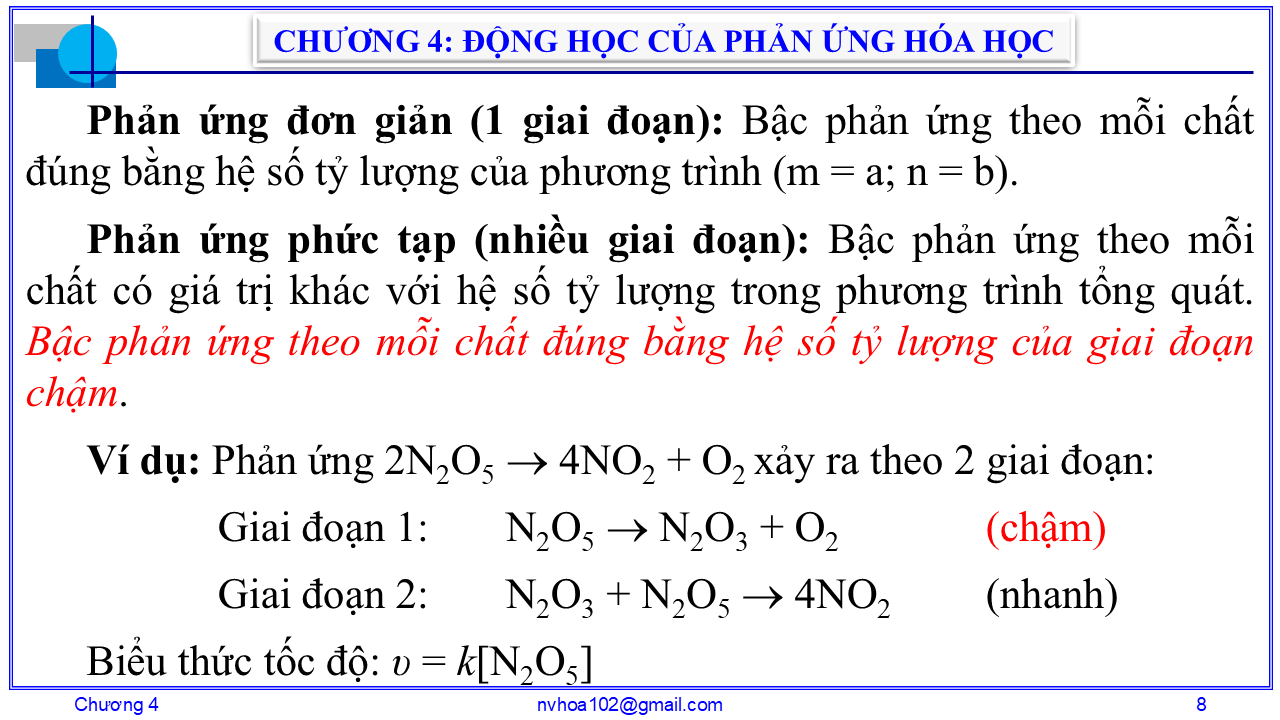 CHƯƠNG 4: ĐỘNG HỌC CỦA PHẢN ỨNG HÓA HỌC
Phản ứng đơn giản (1 giai đoạn): Bậc phản ứng theo mỗi chất
đúng bằng hệ số tỷ lượng của phương trình (m = a; n = b).
Phản ứng phức tạp (nhiều giai đoạn): Bậc phản ứng theo mỗi
chất có giá trị khác với hệ số tỷ lượng trong phương trình tổng quát.
Bậc phản ứng theo mỗi chất đúng bằng hệ số tỷ lượng của giai đoạn
chậm.
Ví dụ: Phản ứng 2N₂O₅ → 4NO₂ + O₂ xảy ra theo 2 giai đoạn:
Giai đoạn 1: N₂O₅ → N₂O₃ + O₂ (chậm)
Giai đoạn 2: N₂O₃ + N₂O₅ → 4NO₂ (nhanh)
Biểu thức tốc độ: υ = k[N₂O₅]
Chương 4 nvhoa102@gmail.com 8